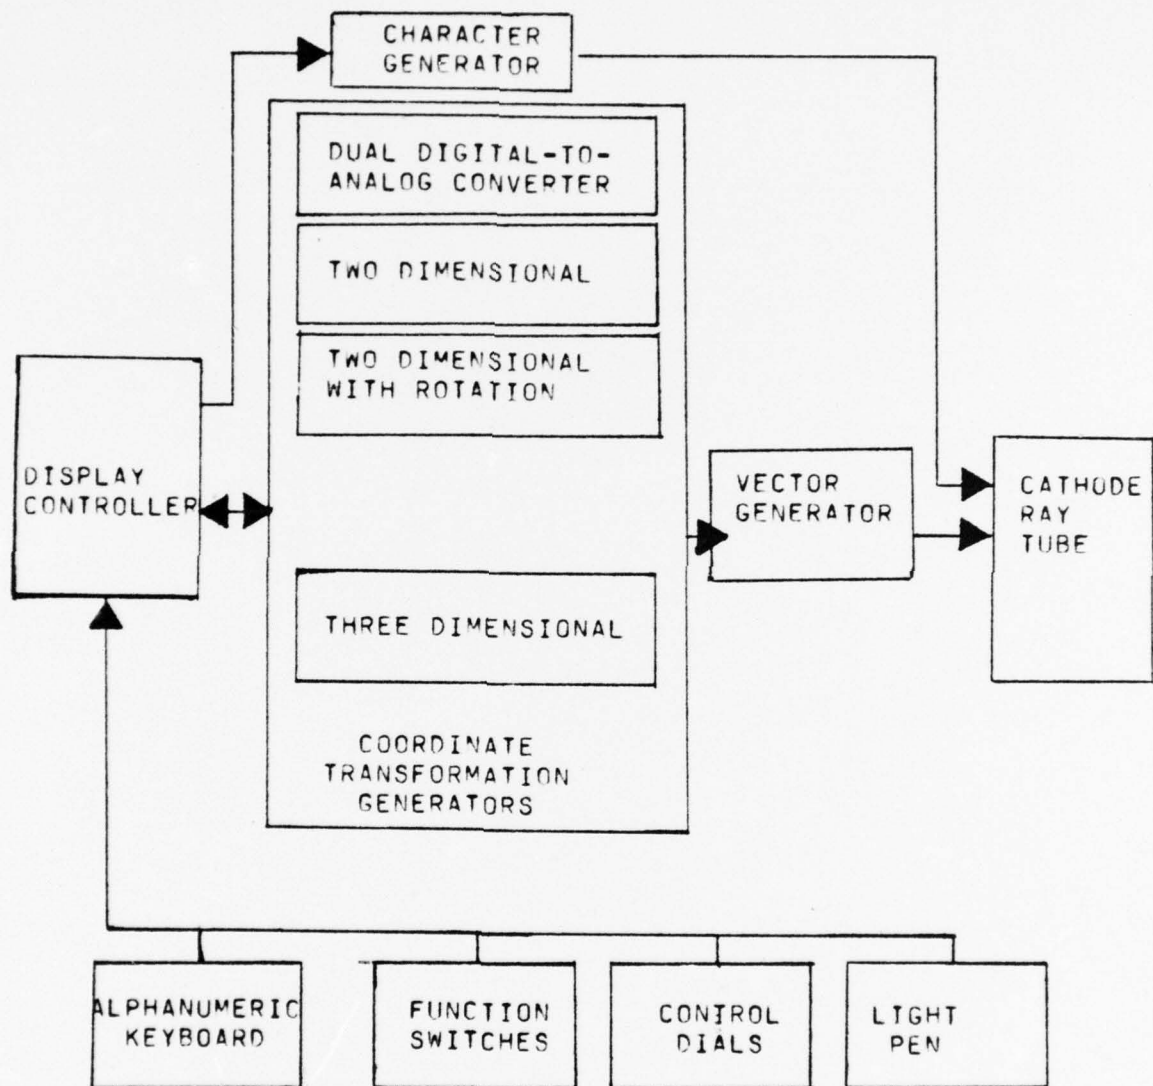 CHARACTER
GENERATOR
DUAL DIGITAL-TO-
ANALOG CONVERTER
TWO DIMENSIONAL
TWO DIMENSIONAL
WITH ROTATION
DISPLAY
CONTROLLER
VECTOR
GENERATOR
CATHODE
RAY
TUBE
THREE DIMENSIONAL
COORDINATE
TRANSFORMATION
GENERATORS
ALPHANUMERIC
KEYBOARD
FUNCTION
SWITCHES
CONTROL
DIALS
LIGHT
PEN